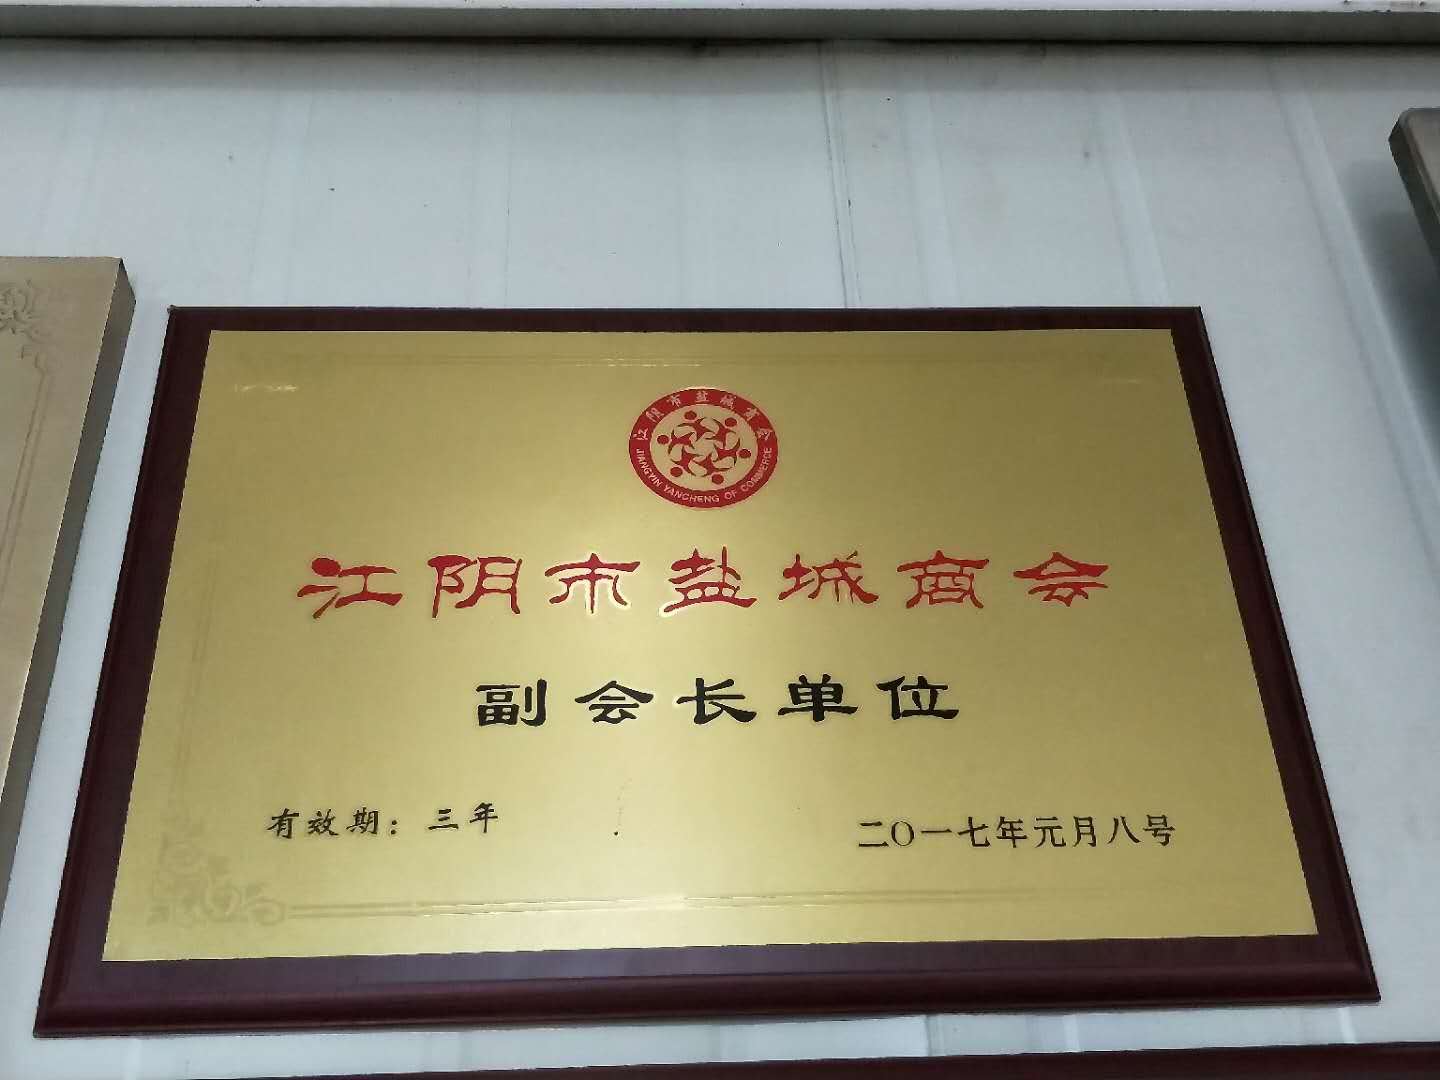 江阴市盐城商会
JIANGYIN YANCHENG OF COMMERCE
江阴市盐城商会
副会长单位
有效期：三年
二〇一七年元月八号